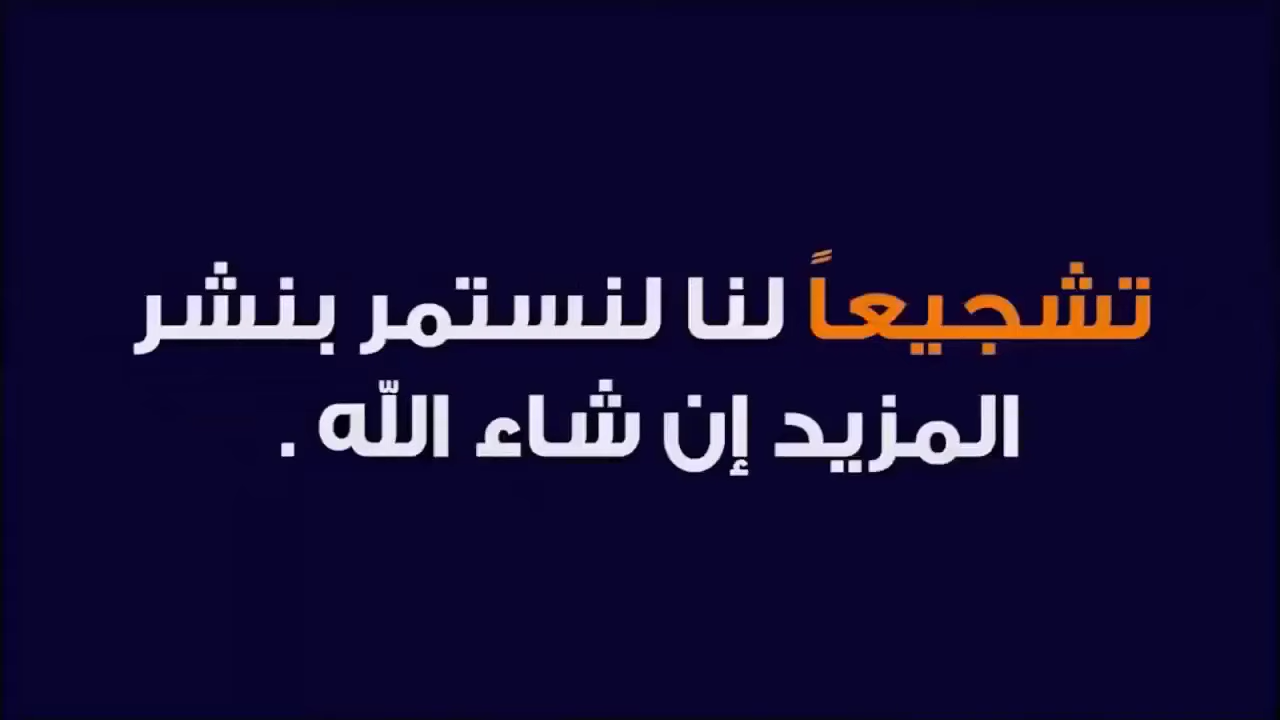 تشجيعاً لنا لنستمر بنشر
المزيد إن شاء اللّه .